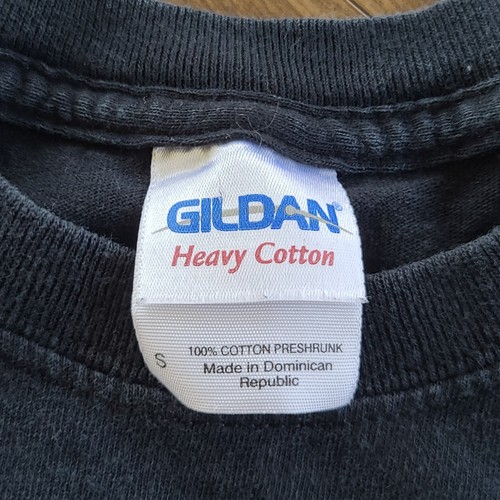 GILDAN®
Heavy Cotton
S
100% COTTON PRESHRUNK
Made in Dominican
Republic